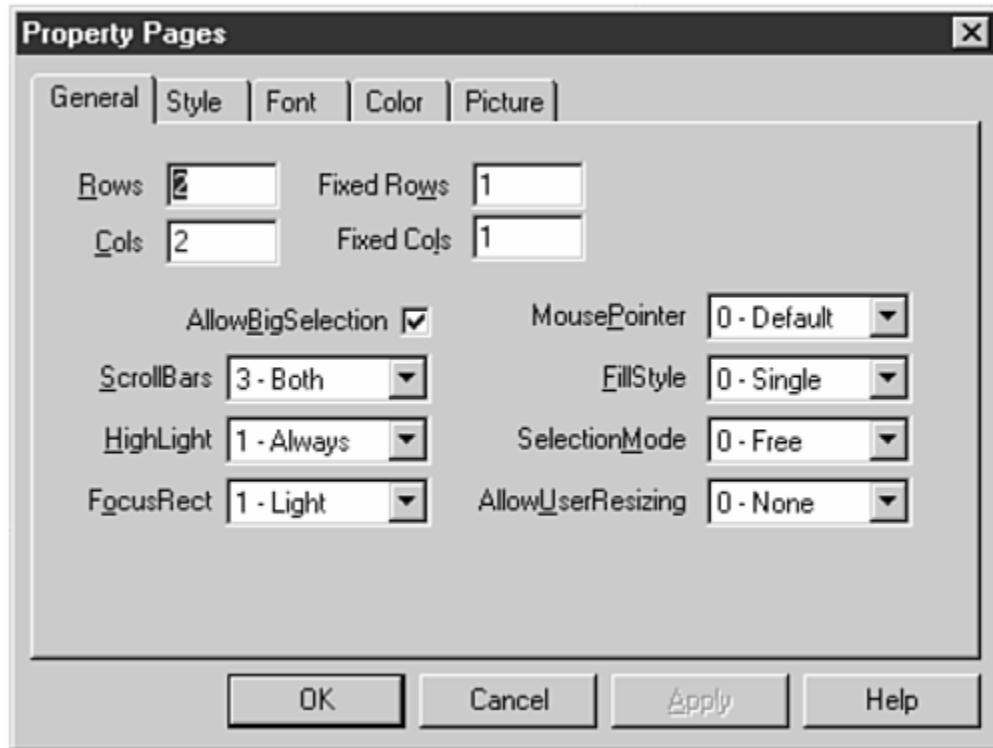 Property Pages
General Style Font Color Picture
Rows 2 Fixed Rows 1
Cols 2 Fixed Cols 1
AllowBigSelection MousePointer 0 - Default
ScrollBars 3 - Both FillStyle 0 - Single
HighLight 1 - Always SelectionMode 0 - Free
FocusRect 1 - Light AllowUserResizing 0 - None
OK Cancel Apply Help